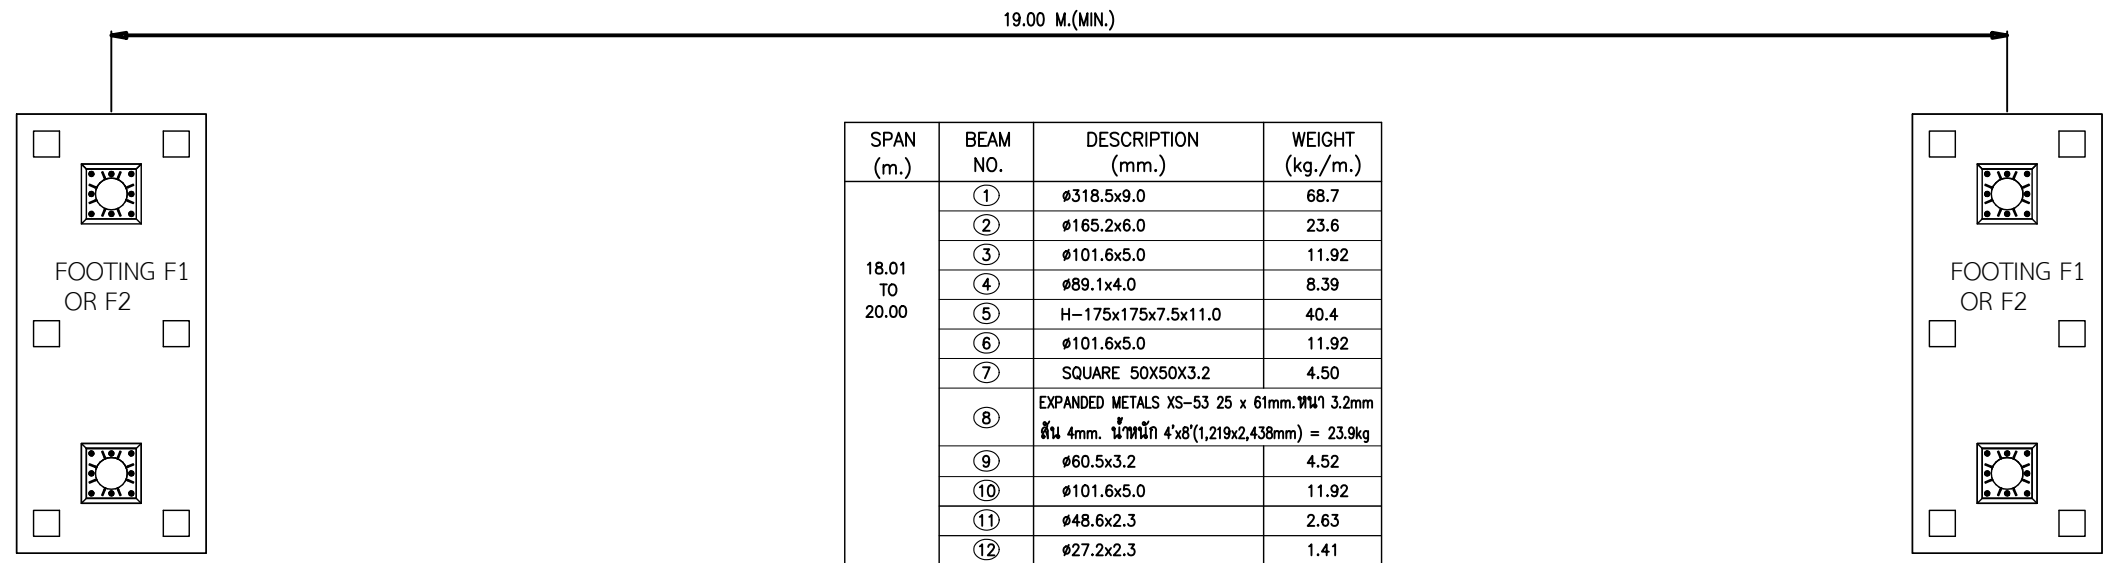 19.00 M.(MIN.)
FOOTING F1
OR F2
SPAN (m.) BEAM NO. DESCRIPTION (mm.) WEIGHT (kg./m.)
18.01 TO 20.00
1 ø318.5x9.0 68.7
2 ø165.2x6.0 23.6
3 ø101.6x5.0 11.92
4 ø89.1x4.0 8.39
5 H-175x175x7.5x11.0 40.4
6 ø101.6x5.0 11.92
7 SQUARE 50X50X3.2 4.50
8 EXPANDED METALS XS-53 25 x 61mm.หนา 3.2mm
สัน 4mm. น้ำหนัก 4'x8'(1,219x2,438mm) = 23.9kg
9 ø60.5x3.2 4.52
10 ø101.6x5.0 11.92
11 ø48.6x2.3 2.63
12 ø27.2x2.3 1.41
FOOTING F1
OR F2